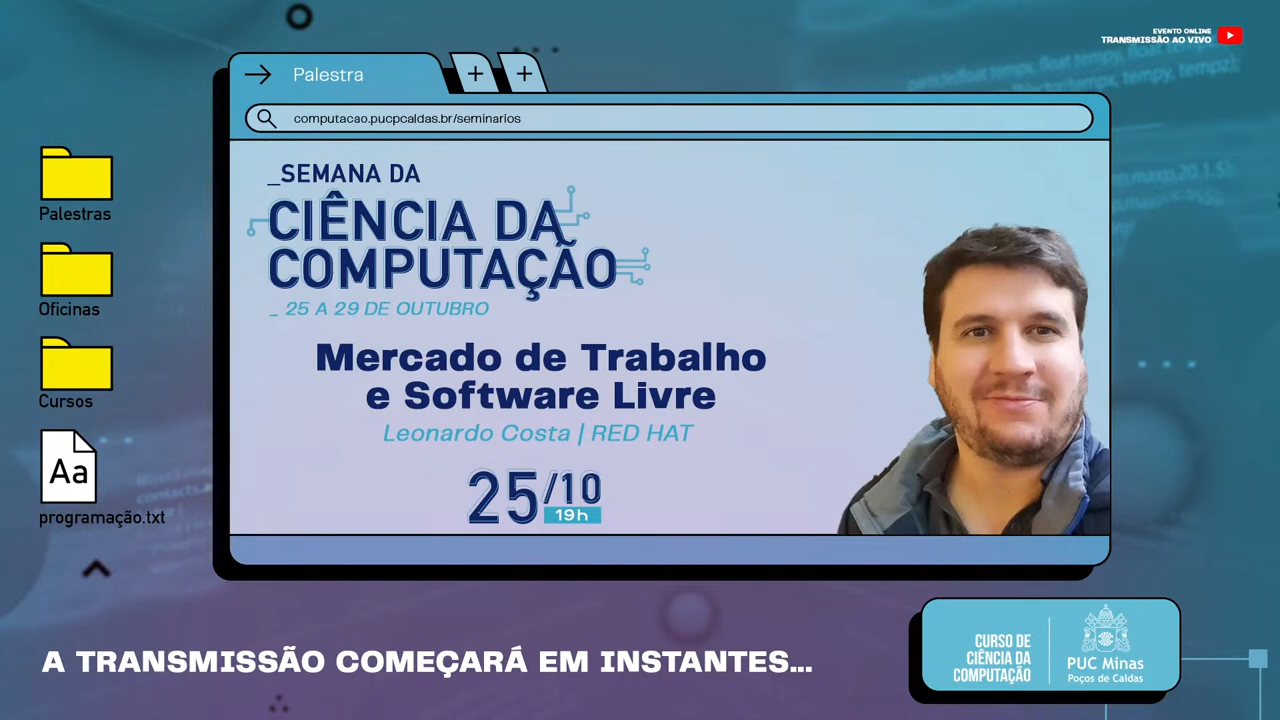 EVENTO ONLINE
TRANSMISSÃO AO VIVO
Palestra
computacao.pucpcaldas.br/seminarios
_SEMANA DA
CIÊNCIA DA
COMPUTAÇÃO
_ 25 A 29 DE OUTUBRO
Mercado de Trabalho
e Software Livre
Leonardo Costa | RED HAT
25/10
19h
Palestras
Oficinas
Cursos
Aa
programação.txt
A TRANSMISSÃO COMEÇARÁ EM INSTANTES...
CURSO DE
CIÊNCIA DA
COMPUTAÇÃO
PUC Minas
Poços de Caldas